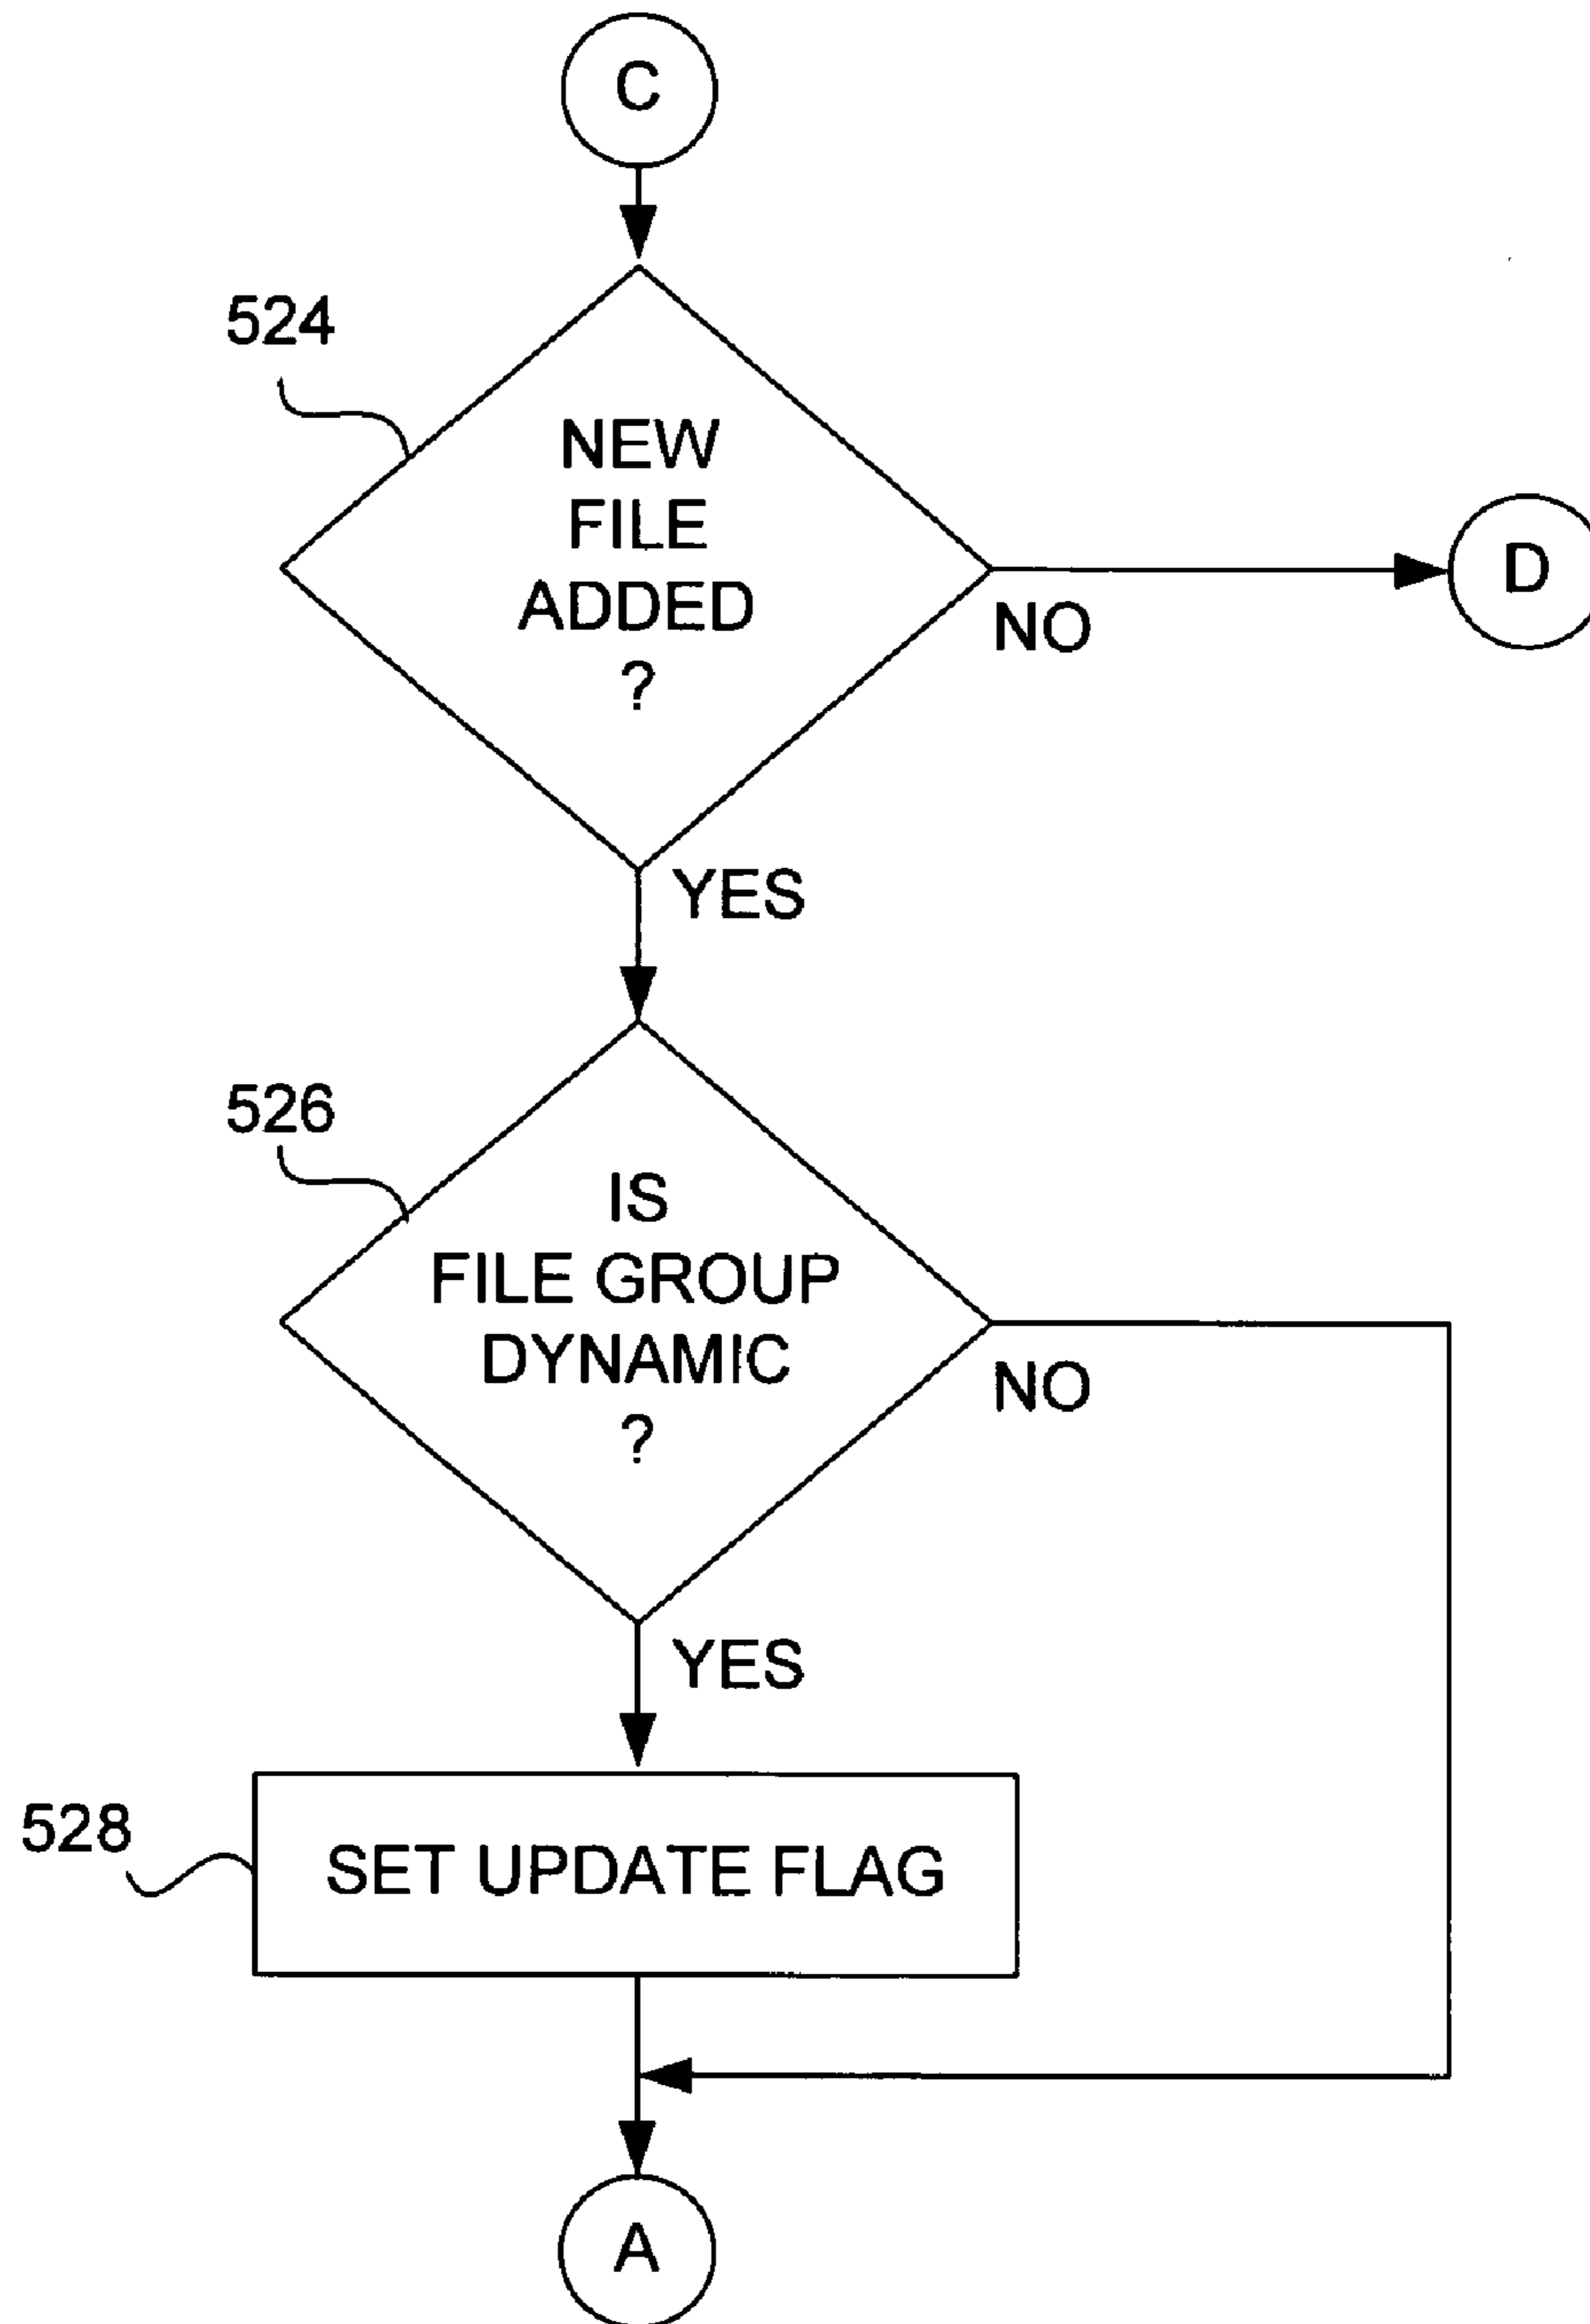 C
524
NEW
FILE
ADDED
?
NO
D
YES
526
IS
FILE GROUP
DYNAMIC
?
NO
YES
528
SET UPDATE FLAG
A